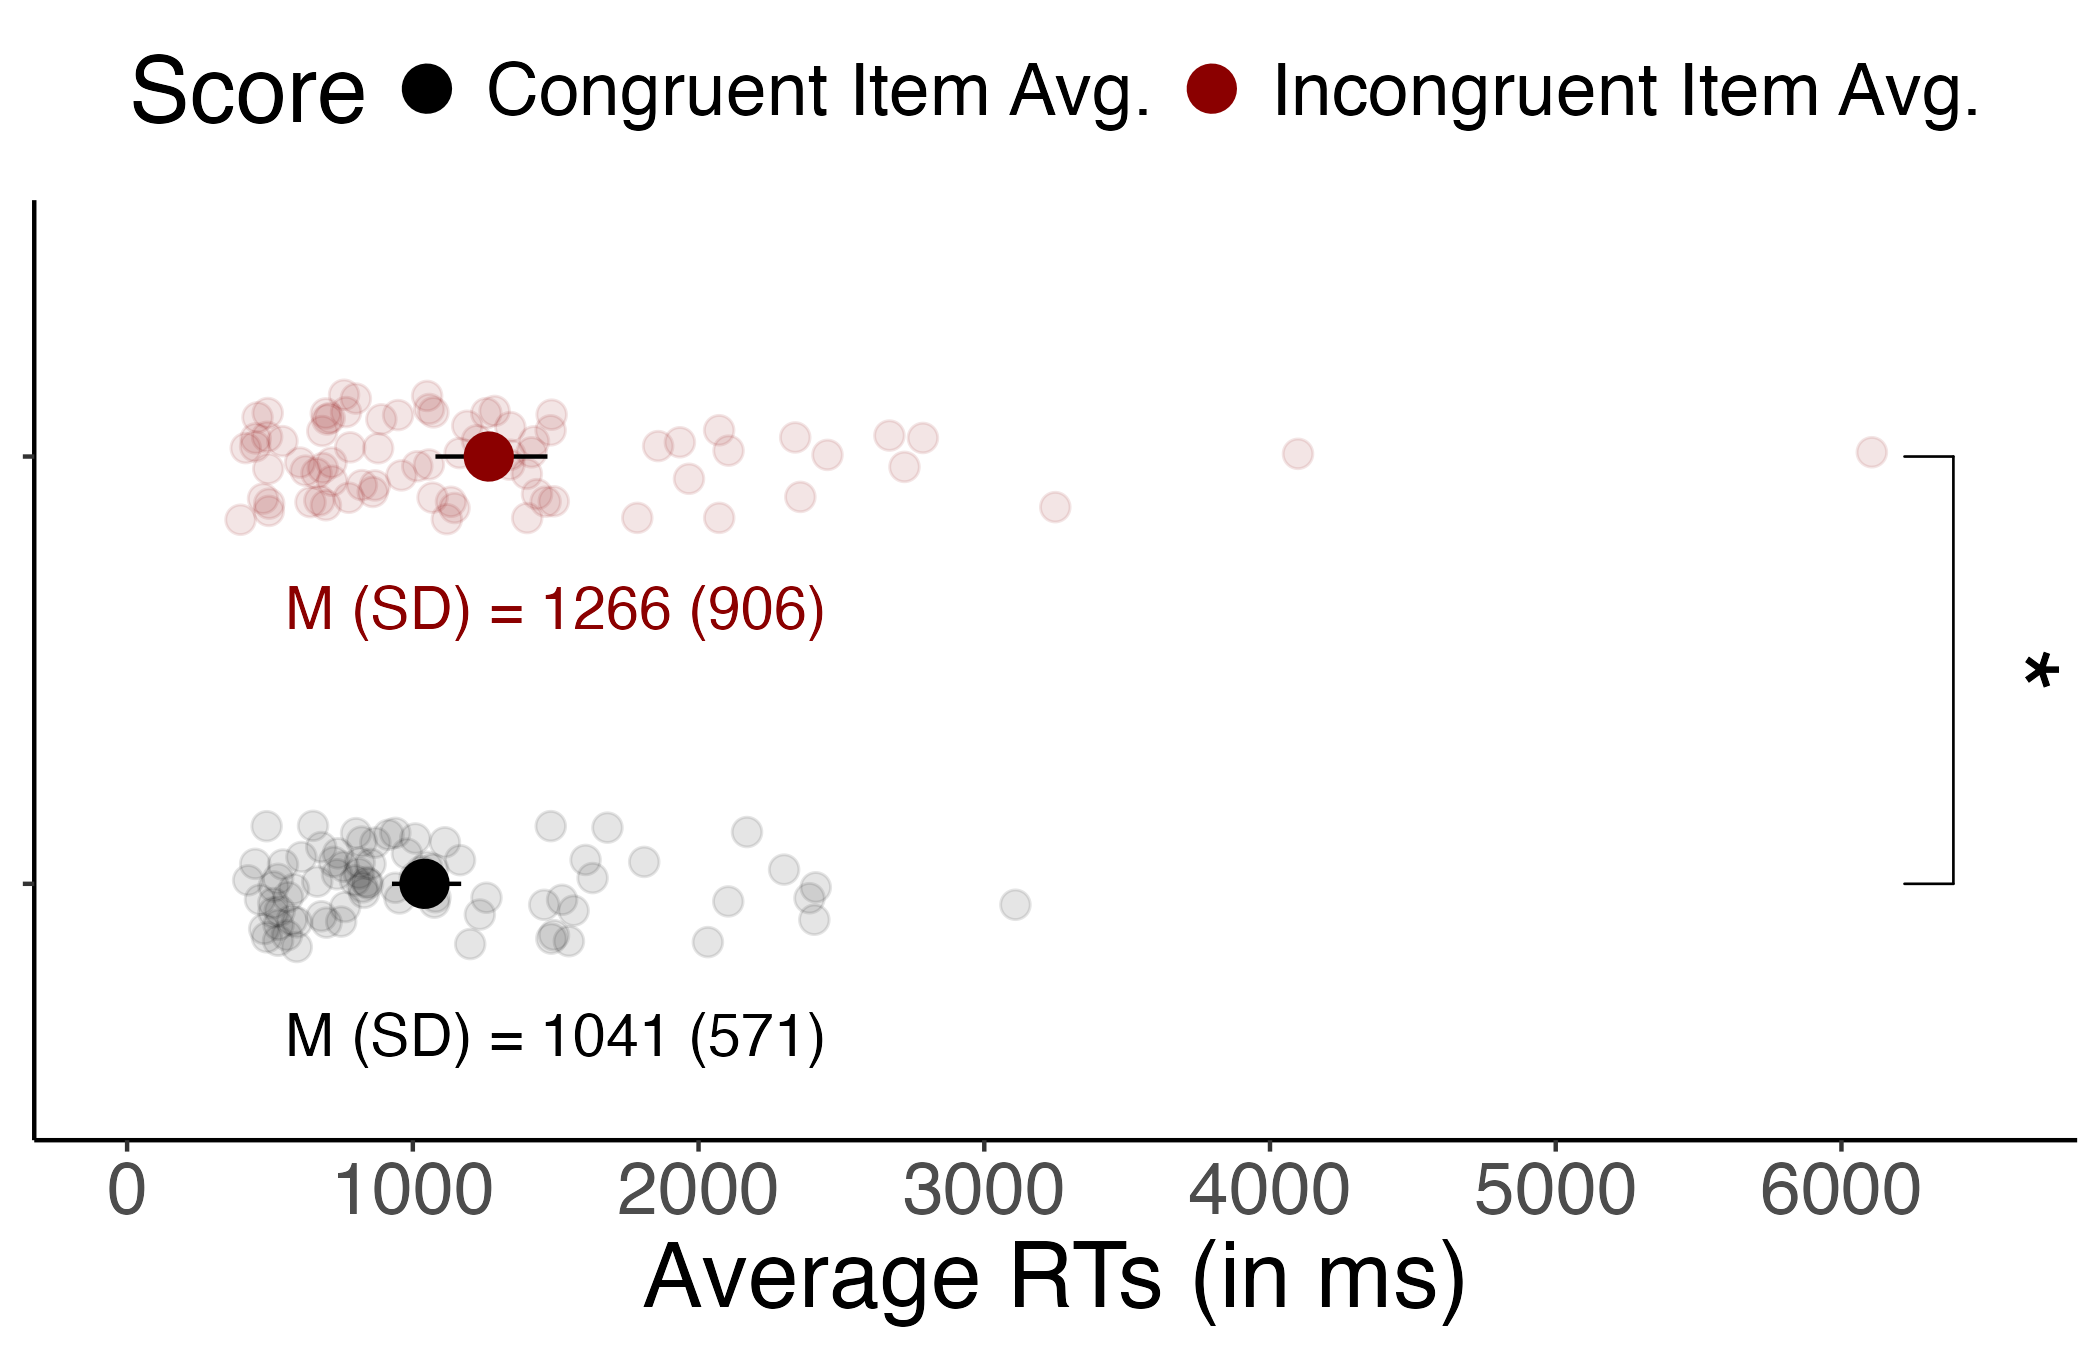 Score Congruent Item Avg. Incongruent Item Avg.
M (SD) = 1266 (906)
*
M (SD) = 1041 (571)
0 1000 2000 3000 4000 5000 6000
Average RTs (in ms)